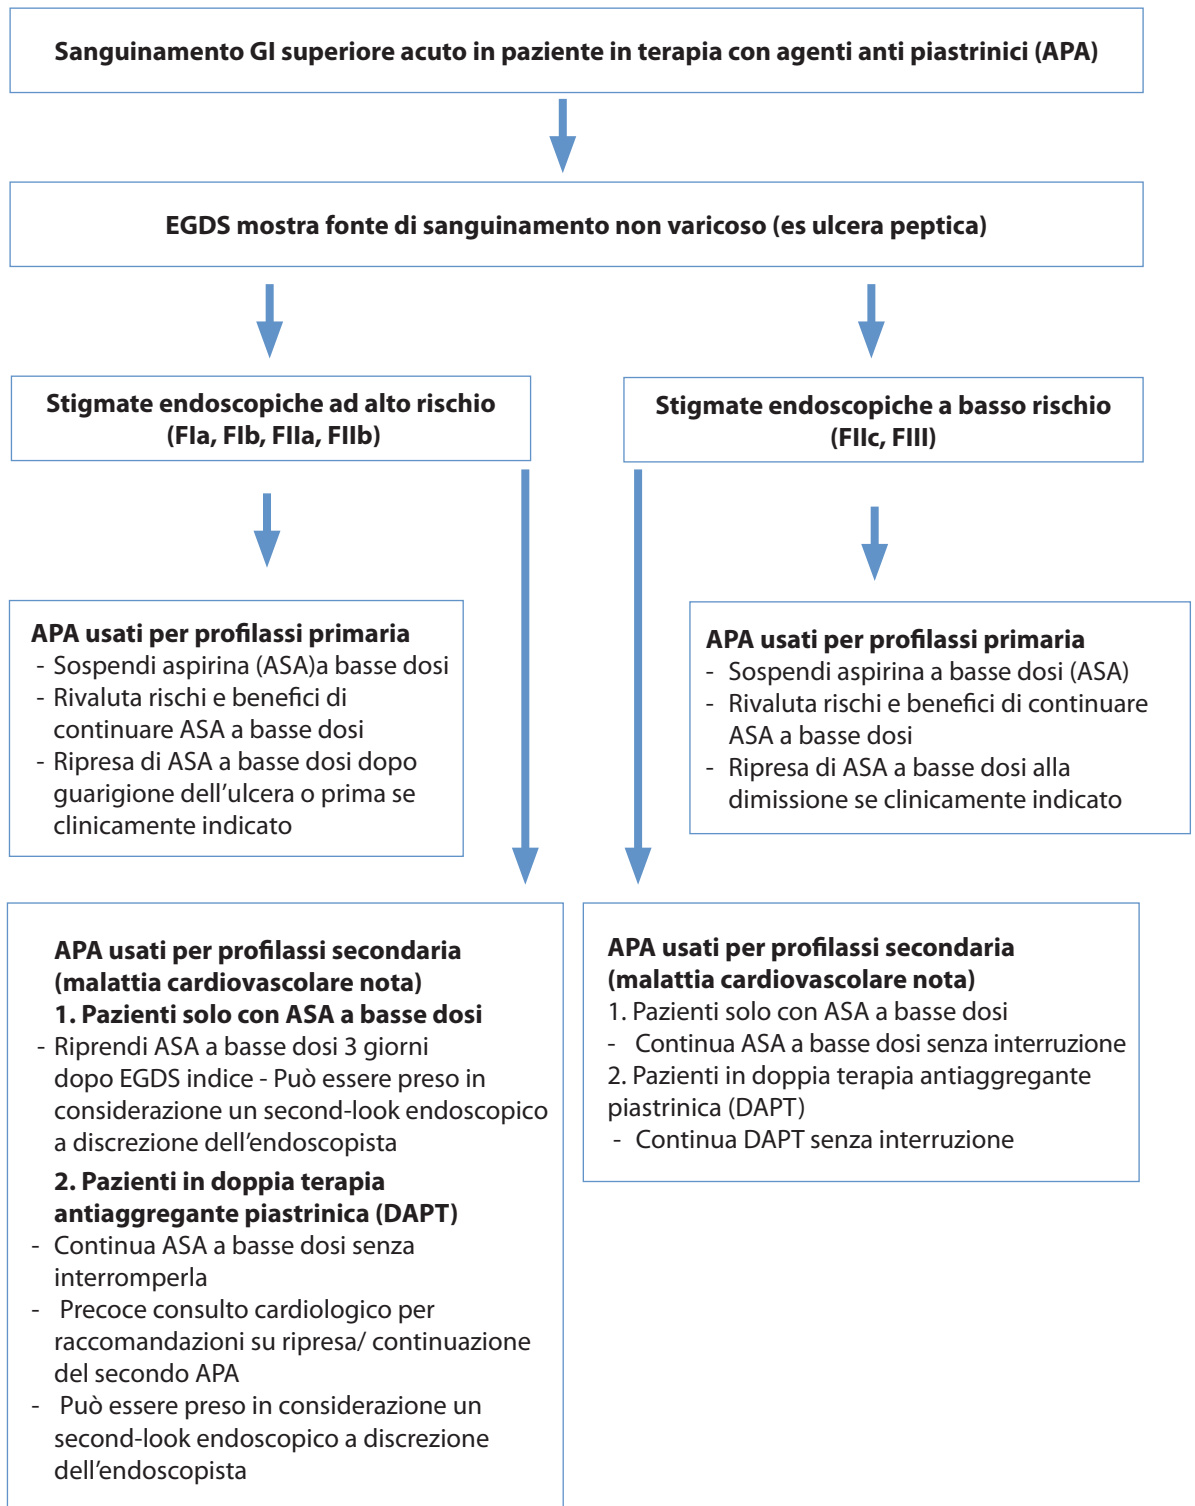 Sanguinamento GI superiore acuto in paziente in terapia con agenti anti piastrinici (APA)
EGDS mostra fonte di sanguinamento non varicoso (es ulcera peptica)
Stigmate endoscopiche ad alto rischio
(FIa, FIb, FIIa, FIIb)
Stigmate endoscopiche a basso rischio
(FIIc, FIII)
APA usati per profilassi primaria
- Sospendi aspirina (ASA)a basse dosi
- Rivaluta rischi e benefici di
continuare ASA a basse dosi
- Ripresa di ASA a basse dosi dopo
guarigione dell'ulcera o prima se
clinicamente indicato
APA usati per profilassi primaria
- Sospendi aspirina a basse dosi (ASA)
- Rivaluta rischi e benefici di continuare
ASA a basse dosi
- Ripresa di ASA a basse dosi alla
dimissione se clinicamente indicato
APA usati per profilassi secondaria
(malattia cardiovascolare nota)
1. Pazienti solo con ASA a basse dosi
- Riprendi ASA a basse dosi 3 giorni
dopo EGDS indice - Può essere preso in
considerazione un second-look endoscopico
a discrezione dell'endoscopista
2. Pazienti in doppia terapia
antiaggregante piastrinica (DAPT)
- Continua ASA a basse dosi senza
interromperla
- Precoce consulto cardiologico per
raccomandazioni su ripresa/ continuazione
del secondo APA
- Può essere preso in considerazione un
second-look endoscopico a discrezione
dell'endoscopista
APA usati per profilassi secondaria
(malattia cardiovascolare nota)
1. Pazienti solo con ASA a basse dosi
- Continua ASA a basse dosi senza interruzione
2. Pazienti in doppia terapia antiaggregante
piastrinica (DAPT)
- Continua DAPT senza interruzione